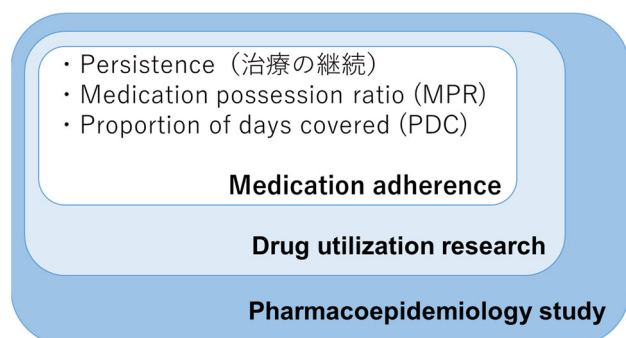 ・Persistence（治療の継続）
・Medication possession ratio (MPR)
・Proportion of days covered (PDC)
Medication adherence
Drug utilization research
Pharmacoepidemiology study